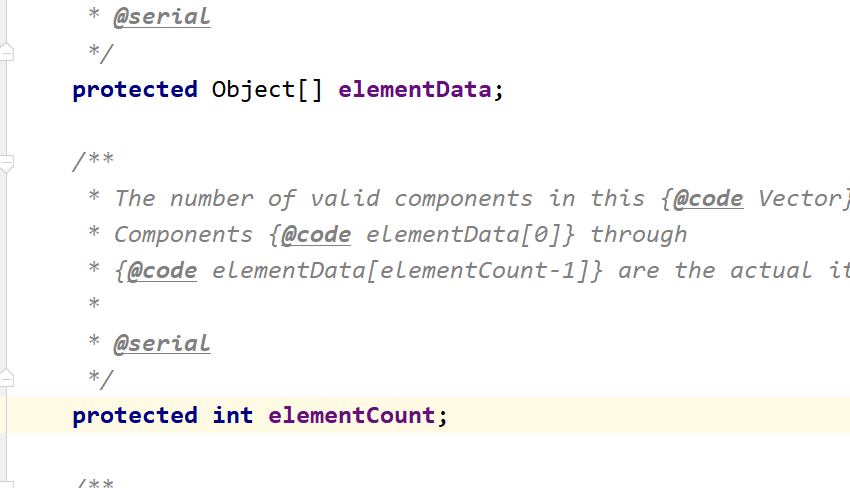 * @serial
*/
protected Object[] elementData;
/**
* The number of valid components in this {@code Vector}
* Components {@code elementData[0]} through
* {@code elementData[elementCount-1]} are the actual it
*
* @serial
*/
protected int elementCount;
/**